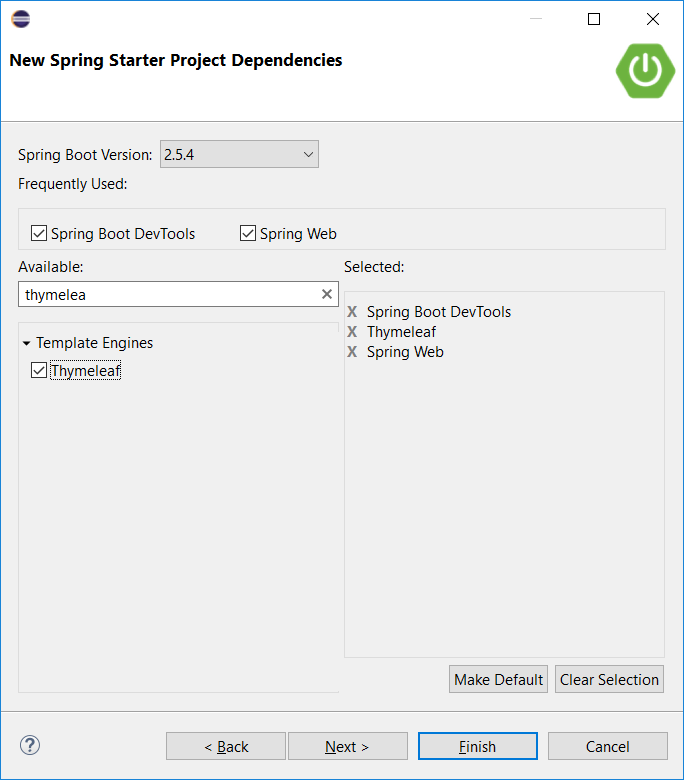 New Spring Starter Project Dependencies
Spring Boot Version: 2.5.4
Frequently Used:
Spring Boot DevTools Spring Web
Available:
thymelea
Template Engines
Thymeleaf
Selected:
X Spring Boot DevTools
X Thymeleaf
X Spring Web
Make Default Clear Selection
? < Back Next > Finish Cancel